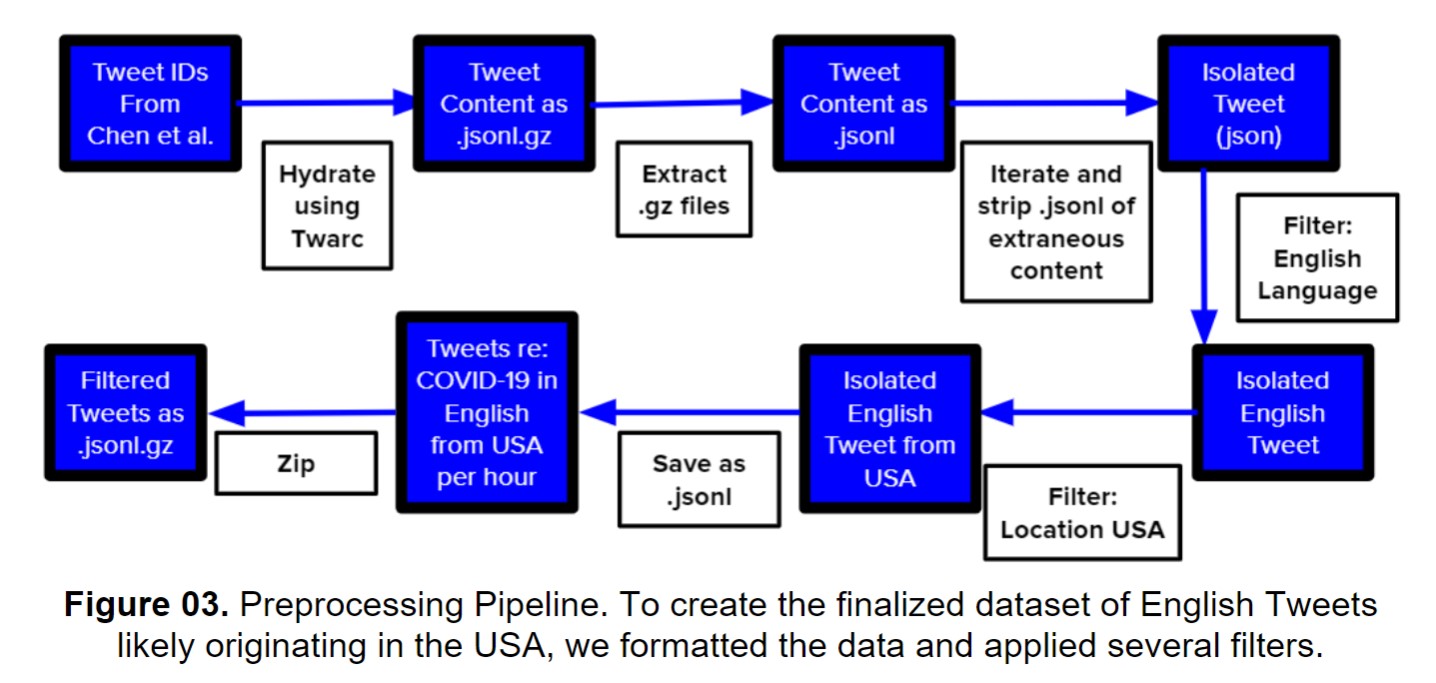 Tweet IDs
From
Chen et al.
Hydrate
using
Twarc
Tweet
Content as
.jsonl.gz
Extract
.gz files
Tweet
Content as
.jsonl
Iterate and
strip .jsonl of
extraneous
content
Isolated
Tweet
(json)
Filter:
English
Language
Isolated
English
Tweet
Filter:
Location USA
Isolated
English
Tweet from
USA
Save as
.jsonl
Tweets re:
COVID-19 in
English
from USA
per hour
Zip
Filtered
Tweets as
.jsonl.gz
Figure 03. Preprocessing Pipeline. To create the finalized dataset of English Tweets
likely originating in the USA, we formatted the data and applied several filters.